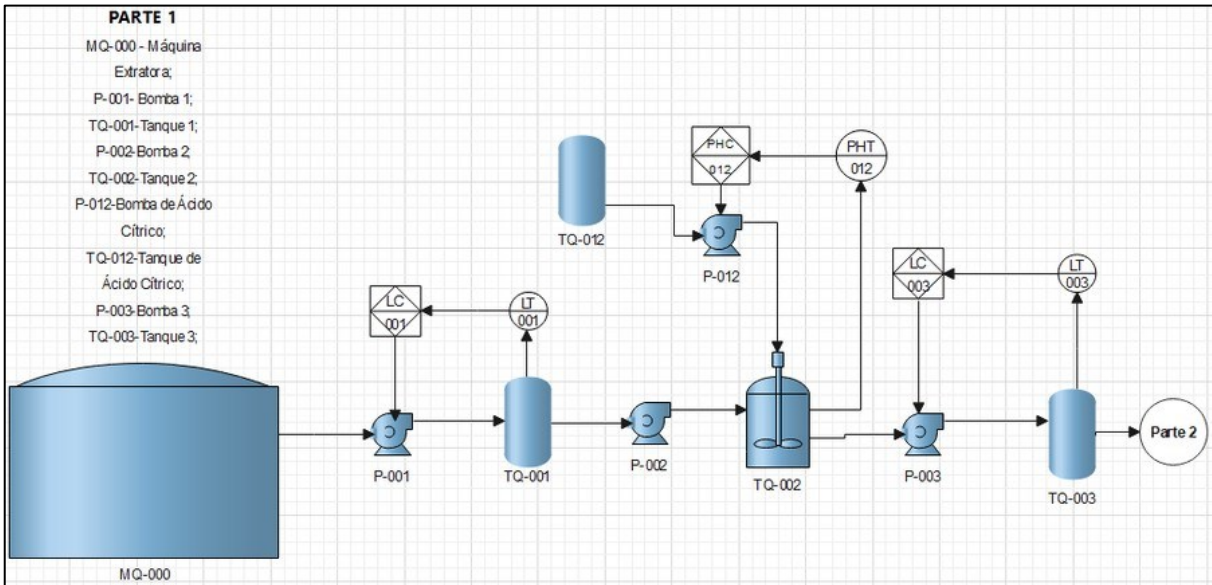 PARTE 1
MQ-000 - Máquina
Extratora;
P-001- Bomba 1;
TQ-001-Tanque 1;
P-002-Bomba 2,
TQ-002-Tanque 2;
P-012-Bomba de Ácido
Cítrico;
TQ-012-Tanque de
Ácido Cítrico;
P-003-Bomba 3,
TQ-003-Tanque 3;
PHC
012
PHT
012
TQ-012
P-012
LC
003
LT
003
LC
001
LT
001
P-001
TQ-001
P-002
TQ-002
P-003
TQ-003
Parte 2
MQ-000